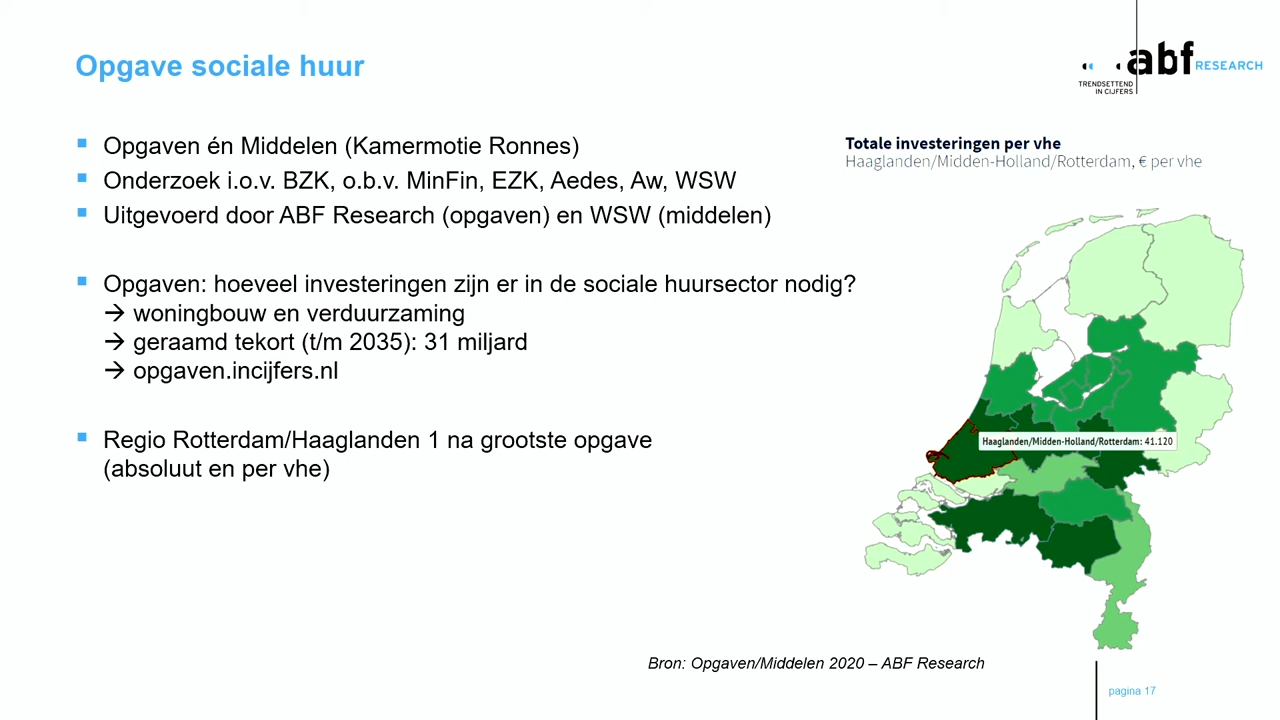 Opgave sociale huur
abf RESEARCH
TRENDSETTEND
IN CIJFERS
Opgaven én Middelen (Kamermotie Ronnes)
Onderzoek i.o.v. BZK, o.b.v. MinFin, EZK, Aedes, Aw, WSW
Uitgevoerd door ABF Research (opgaven) en WSW (middelen)
Opgaven: hoeveel investeringen zijn er in de sociale huursector nodig?
→ woningbouw en verduurzaming
→ geraamd tekort (t/m 2035): 31 miljard
→ opgaven.incijfers.nl
Regio Rotterdam/Haaglanden 1 na grootste opgave
(absoluut en per vhe)
Totale investeringen per vhe
Haaglanden/Midden-Holland/Rotterdam, € per vhe
Haaglanden/Midden-Holland/Rotterdam: 41.120
Bron: Opgaven/Middelen 2020 – ABF Research
pagina 17